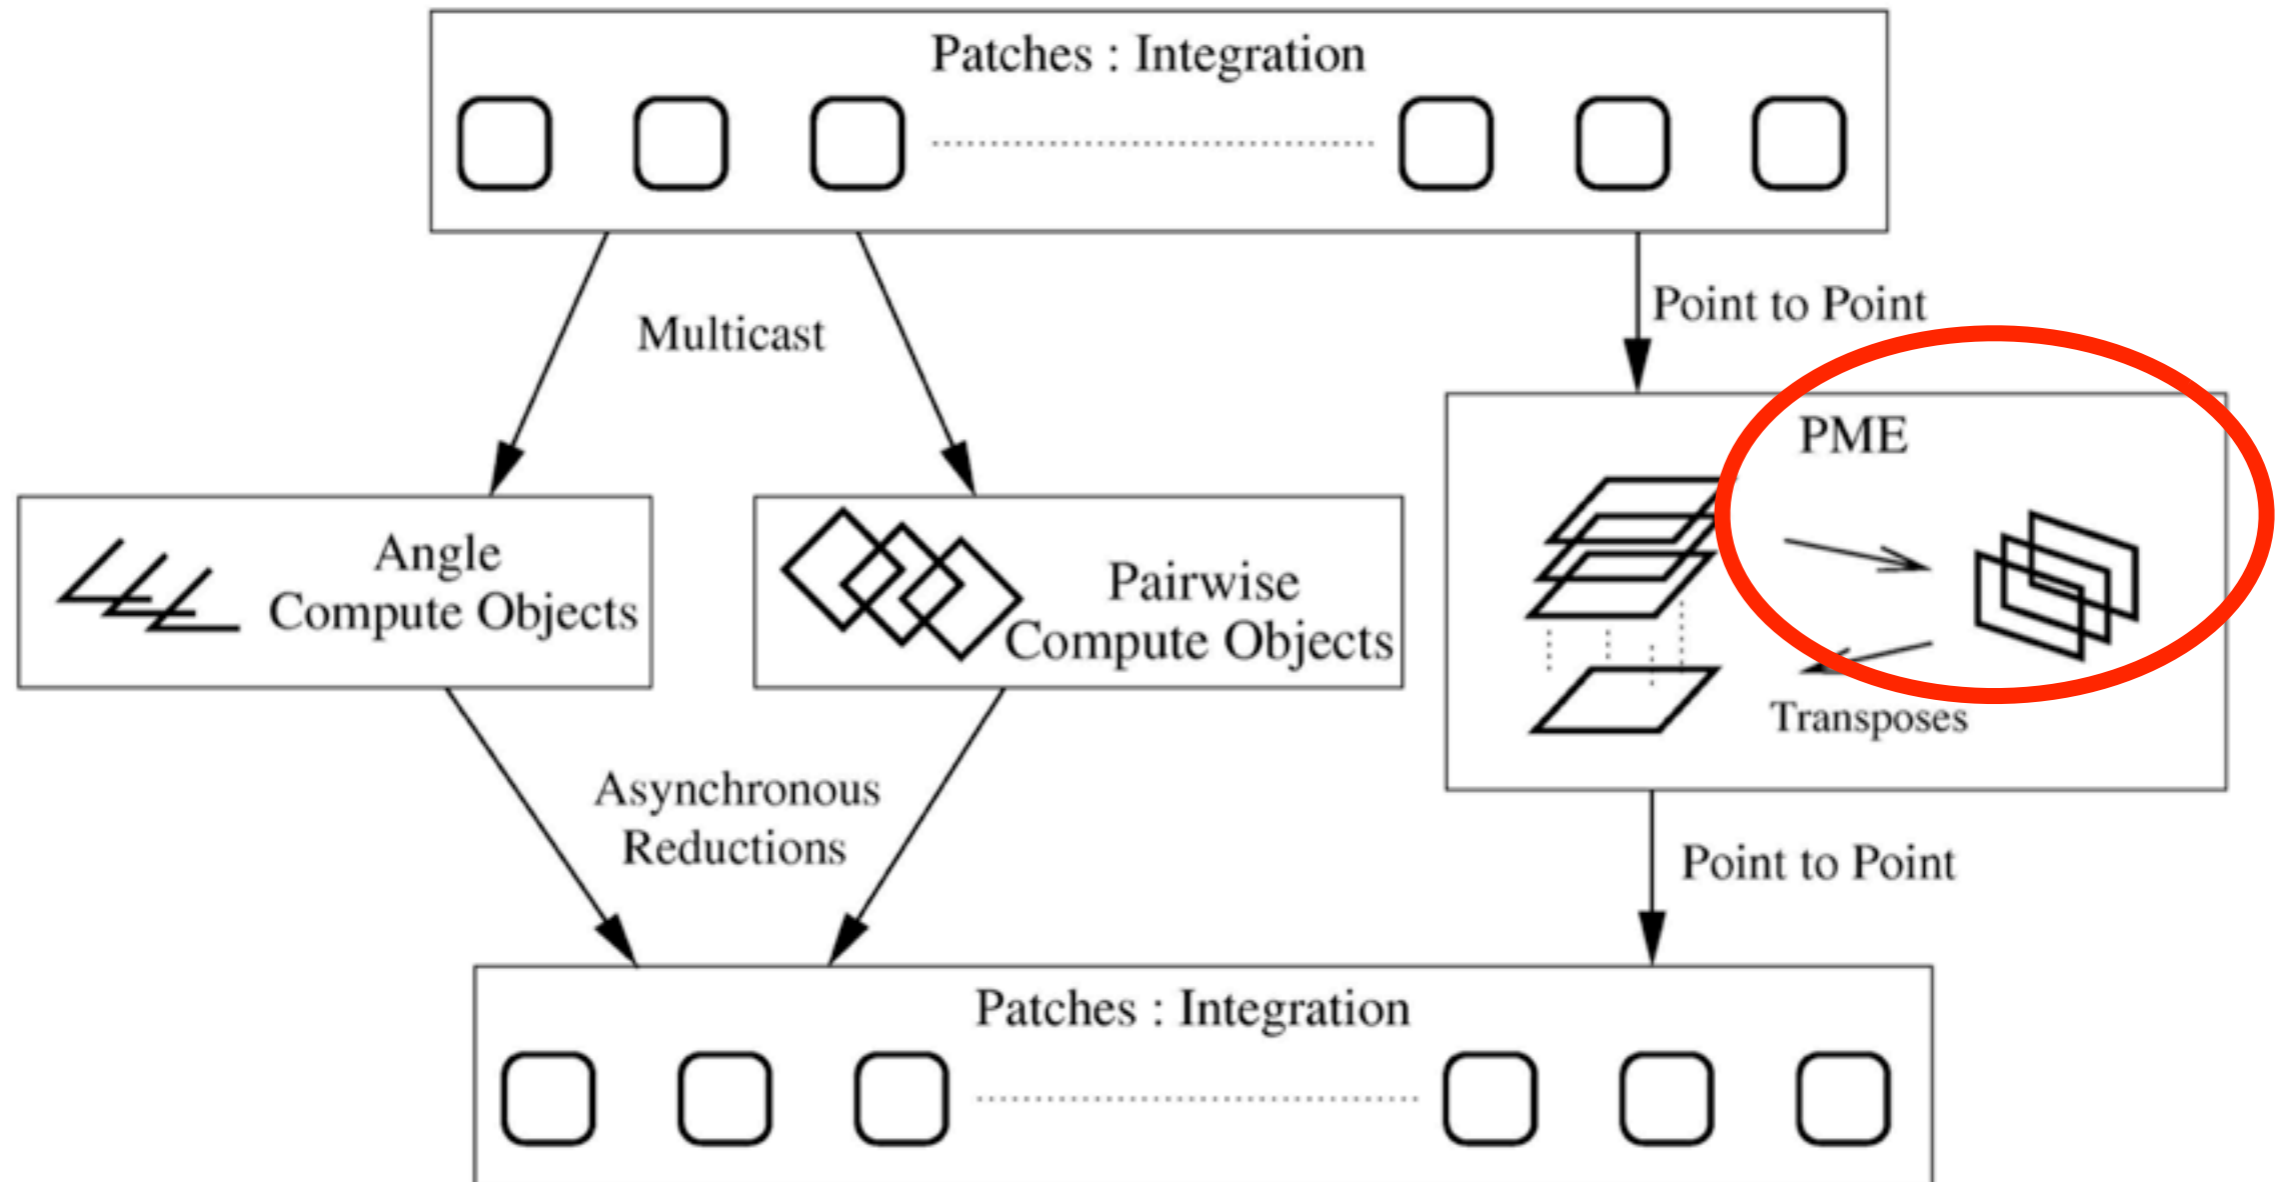 Patches : Integration
Multicast
Point to Point
PME
Angle
Compute Objects
Pairwise
Compute Objects
Transposes
Asynchronous
Reductions
Point to Point
Patches : Integration